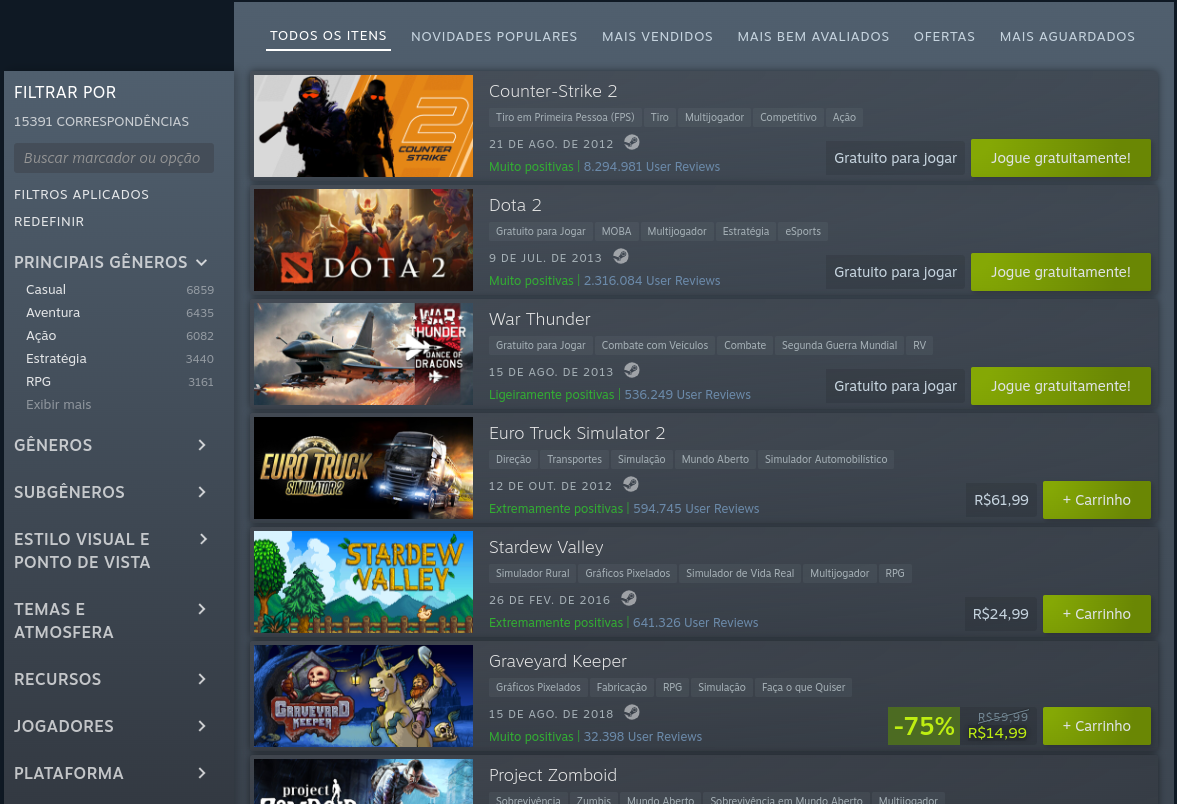 TODOS OS ITENS NOVIDADES POPULARES MAIS VENDIDOS MAIS BEM AVALIADOS OFERTAS MAIS AGUARDADOS
FILTRAR POR
15391 CORRESPONDÊNCIAS
Buscar marcador ou opção
FILTROS APLICADOS
REDEFINIR
PRINCIPAIS GÊNEROS
Casual 6859
Aventura 6435
Ação 6082
Estratégia 3440
RPG 3161
Exibir mais
GÊNEROS
SUBGÊNEROS
ESTILO VISUAL E
PONTO DE VISTA
TEMAS E
ATMOSFERA
RECURSOS
JOGADORES
PLATAFORMA
2
COUNTER
STRIKE
Counter-Strike 2
Tiro em Primeira Pessoa (FPS) Tiro Multijogador Competitivo Ação
21 DE AGO. DE 2012
Muito positivas | 8.294.981 User Reviews
Gratuito para jogar Jogue gratuitamente!
DOTA 2
Dota 2
Gratuito para Jogar MOBA Multijogador Estratégia eSports
9 DE JUL. DE 2013
Muito positivas | 2.316.084 User Reviews
Gratuito para jogar Jogue gratuitamente!
WAR
THUNDER
DANCE OF
DRAGONS
War Thunder
Gratuito para Jogar Combate com Veículos Combate Segunda Guerra Mundial RV
15 DE AGO. DE 2013
Ligeiramente positivas | 536.249 User Reviews
Gratuito para jogar Jogue gratuitamente!
EURO TRUCK
SIMULATOR 2
Euro Truck Simulator 2
Direção Transportes Simulação Mundo Aberto Simulador Automobilístico
12 DE OUT. DE 2012
Extremamente positivas | 594.745 User Reviews
R$61,99 + Carrinho
STARDEW
VALLEY
Stardew Valley
Simulador Rural Gráficos Pixelados Simulador de Vida Real Multijogador RPG
26 DE FEV. DE 2016
Extremamente positivas | 641.326 User Reviews
R$24,99 + Carrinho
GRAVEYARD
KEEPER
Graveyard Keeper
Gráficos Pixelados Fabricação RPG Simulação Faça o que Quiser
15 DE AGO. DE 2018
Muito positivas | 32.398 User Reviews
-75% R$59,99
R$14,99 + Carrinho
project
ZOMBOID
Project Zomboid
Sobrevivência Zumbis Mundo Aberto Sobrevivência em Mundo Aberto Multijogador